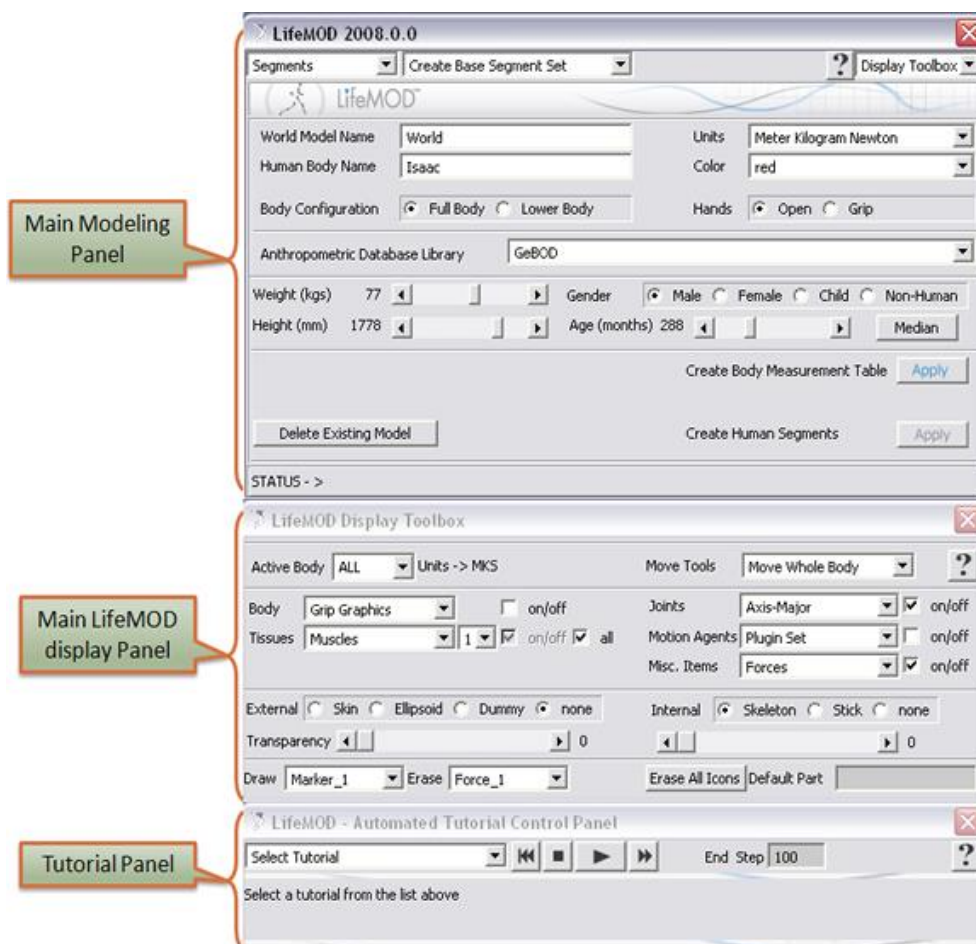 LifeMOD 2008.0.0
Segments Create Base Segment Set ? Display Toolbox
LifeMOD™
World Model Name World Units Meter Kilogram Newton
Human Body Name Isaac Color red
Body Configuration Full Body Lower Body Hands Open Grip
Main Modeling
Panel
Anthropometric Database Library GeBOD
Weight (kgs) 77 Gender Male Female Child Non-Human
Height (mm) 1778 Age (months) 288 Median
Create Body Measurement Table Apply
Delete Existing Model Create Human Segments Apply
STATUS - >
LifeMOD Display Toolbox
Active Body ALL Units -> MKS Move Tools Move Whole Body ?
Body Grip Graphics on/off Joints Axis-Major on/off
Tissues Muscles 1 on/off all Motion Agents Plugin Set on/off
Misc. Items Forces on/off
Main LifeMOD
display Panel
External Skin Ellipsoid Dummy none Internal Skeleton Stick none
Transparency 0 0
Draw Marker_1 Erase Force_1 Erase All Icons Default Part
LifeMOD - Automated Tutorial Control Panel
Tutorial Panel
Select Tutorial End Step 100 ?
Select a tutorial from the list above